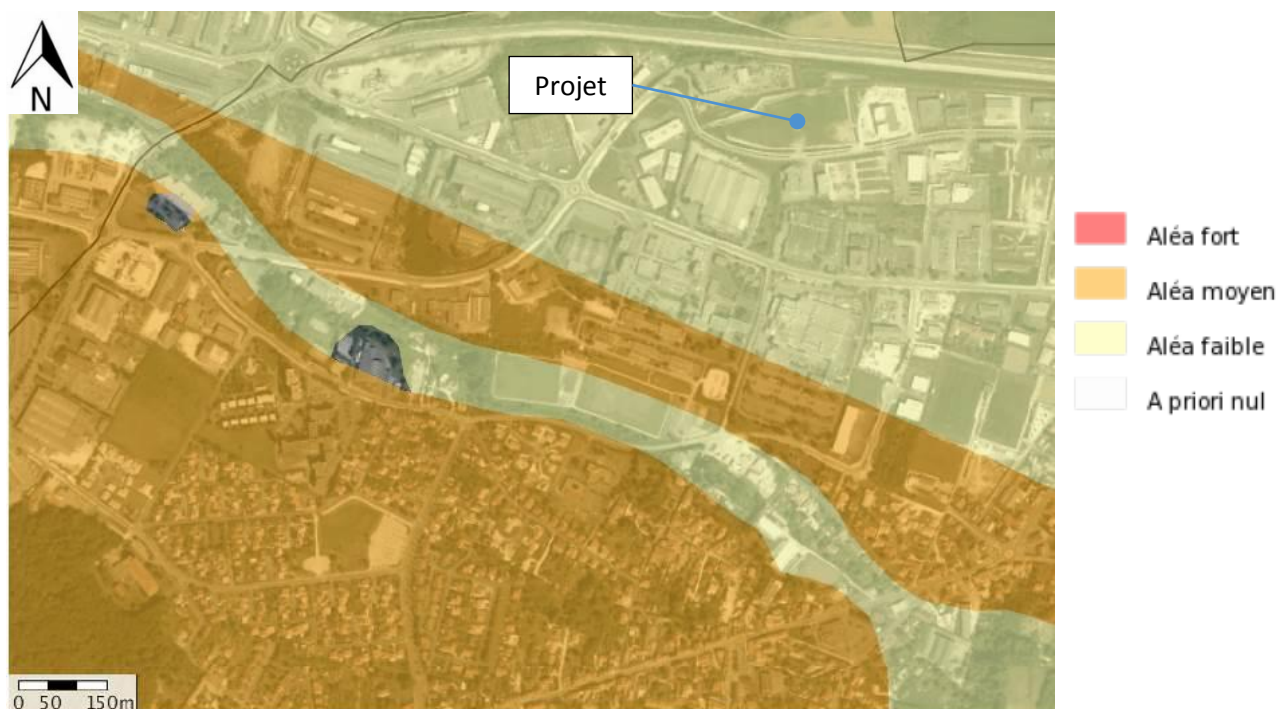 N
Projet
Aléa fort
Aléa moyen
Aléa faible
A priori nul
0 50 150m